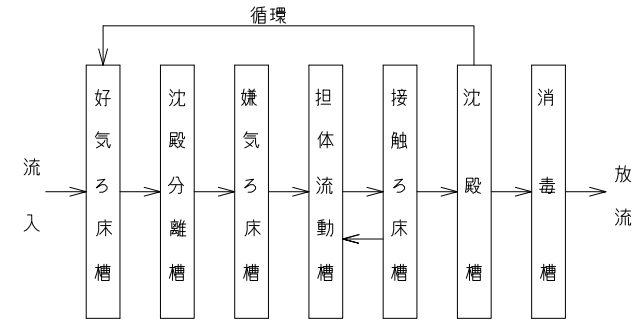 循環
流入
好気ろ床槽
沈殿分離槽
嫌気ろ床槽
担体流動槽
接触ろ床槽
沈殿槽
消毒槽
放流